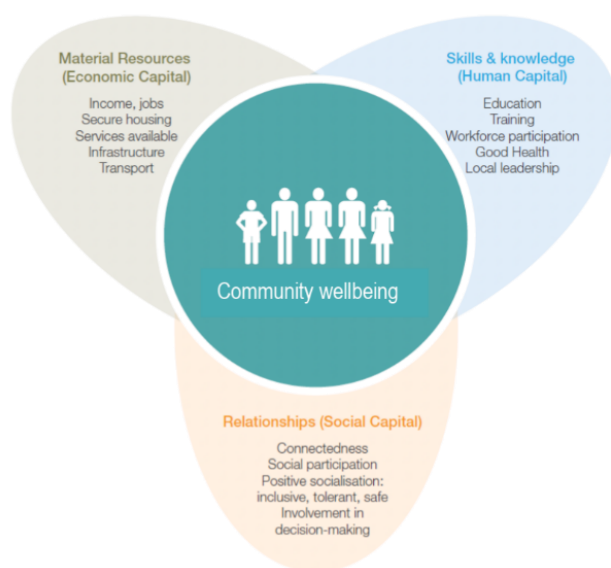 Material Resources
(Economic Capital)
Income, jobs
Secure housing
Services available
Infrastructure
Transport
Skills & knowledge
(Human Capital)
Education
Training
Workforce participation
Good Health
Local leadership
Community wellbeing
Relationships (Social Capital)
Connectedness
Social participation
Positive socialisation:
inclusive, tolerant, safe
Involvement in
decision-making